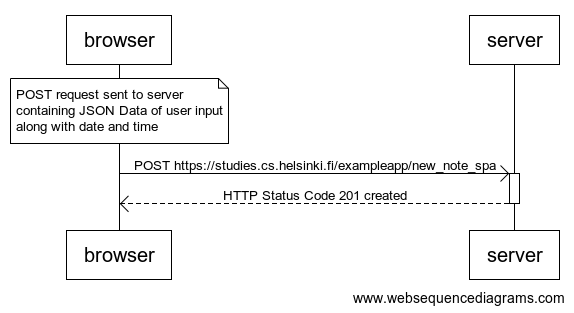 browser
server
POST request sent to server
containing JSON Data of user input
along with date and time
POST https://studies.cs.helsinki.fi/exampleapp/new_note_spa
HTTP Status Code 201 created
browser
server
www.websequencediagrams.com